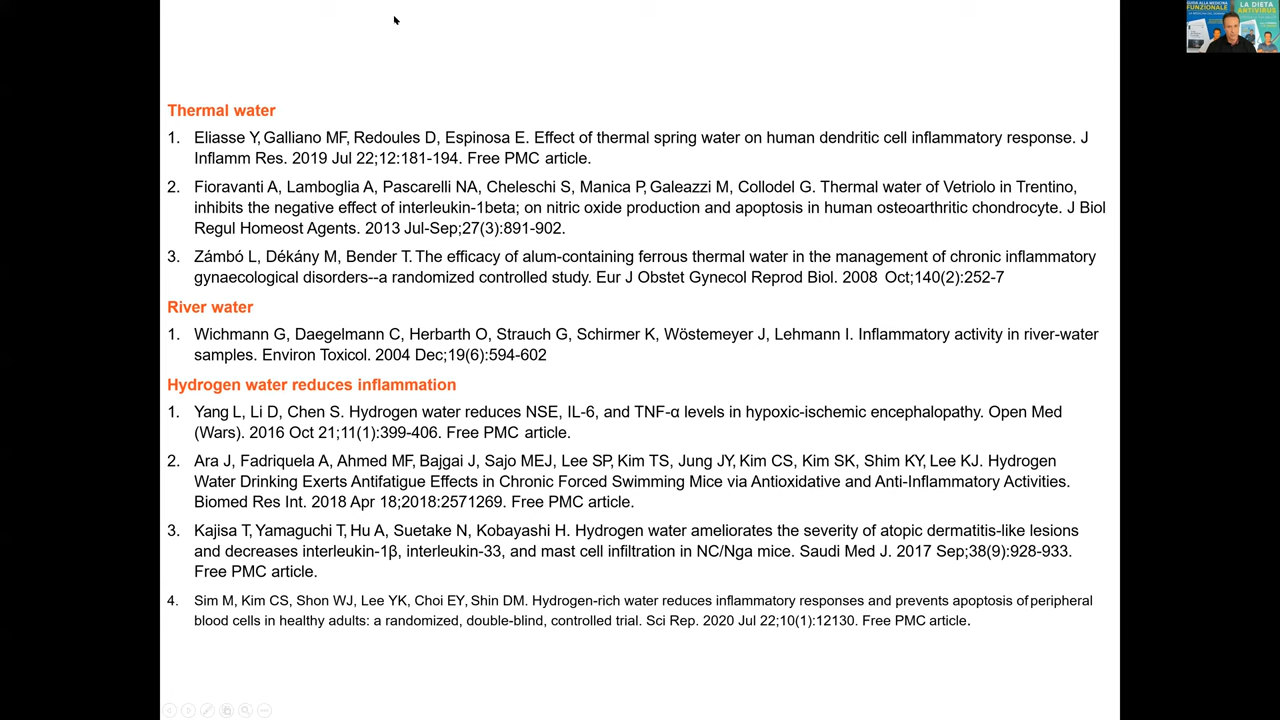 GUIDA ALLA MEDICINA
FUNZIONALE
LA DIETA
ANTIVIRUS
Thermal water
1. Eliasse Y, Galliano MF, Redoules D, Espinosa E. Effect of thermal spring water on human dendritic cell inflammatory response. J
Inflamm Res. 2019 Jul 22;12:181-194. Free PMC article.
2. Fioravanti A, Lamboglia A, Pascarelli NA, Cheleschi S, Manica P, Galeazzi M, Collodel G. Thermal water of Vetriolo in Trentino,
inhibits the negative effect of interleukin-1beta; on nitric oxide production and apoptosis in human osteoarthritic chondrocyte. J Biol
Regul Homeost Agents. 2013 Jul-Sep;27(3):891-902.
3. Zámbó L, Dékány M, Bender T. The efficacy of alum-containing ferrous thermal water in the management of chronic inflammatory
gynaecological disorders--a randomized controlled study. Eur J Obstet Gynecol Reprod Biol. 2008 Oct;140(2):252-7
River water
1. Wichmann G, Daegelmann C, Herbarth O, Strauch G, Schirmer K, Wöstemeyer J, Lehmann I. Inflammatory activity in river-water
samples. Environ Toxicol. 2004 Dec;19(6):594-602
Hydrogen water reduces inflammation
1. Yang L, Li D, Chen S. Hydrogen water reduces NSE, IL-6, and TNF-α levels in hypoxic-ischemic encephalopathy. Open Med
(Wars). 2016 Oct 21;11(1):399-406. Free PMC article.
2. Ara J, Fadriquela A, Ahmed MF, Bajgai J, Sajo MEJ, Lee SP, Kim TS, Jung JY, Kim CS, Kim SK, Shim KY, Lee KJ. Hydrogen
Water Drinking Exerts Antifatigue Effects in Chronic Forced Swimming Mice via Antioxidative and Anti-Inflammatory Activities.
Biomed Res Int. 2018 Apr 18;2018:2571269. Free PMC article.
3. Kajisa T, Yamaguchi T, Hu A, Suetake N, Kobayashi H. Hydrogen water ameliorates the severity of atopic dermatitis-like lesions
and decreases interleukin-1β, interleukin-33, and mast cell infiltration in NC/Nga mice. Saudi Med J. 2017 Sep;38(9):928-933.
Free PMC article.
4. Sim M, Kim CS, Shon WJ, Lee YK, Choi EY, Shin DM. Hydrogen-rich water reduces inflammatory responses and prevents apoptosis of peripheral
blood cells in healthy adults: a randomized, double-blind, controlled trial. Sci Rep. 2020 Jul 22;10(1):12130. Free PMC article.